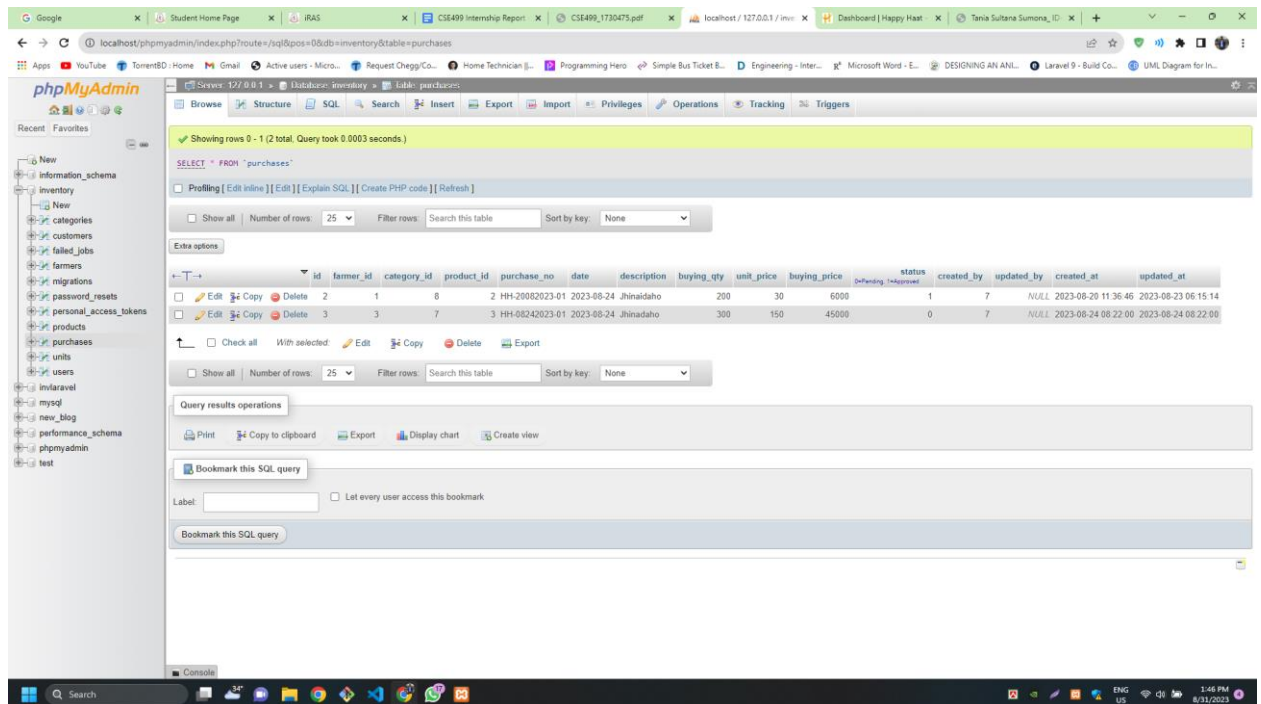 Google
Student Home Page
iRAS
CSE499 Internship Report
CSE499_1730475.pdf
localhost / 127.0.0.1 / inve
Dashboard | Happy Haat -
Tania Sultana Sumona_ID
localhost/phpmyadmin/index.php?route=/sql&pos=0&db=inventory&table=purchases
Apps YouTube TorrentBD : Home Gmail Active users - Micro... Request Chegg/Co... Home Technician ||... Programming Hero Simple Bus Ticket B... Engineering - Inter... Microsoft Word - E... DESIGNING AN ANI... Laravel 9 - Build Co... UML Diagram for In...
phpMyAdmin
Recent Favorites
New
information_schema
inventory
New
categories
customers
failed_jobs
farmers
migrations
password_resets
personal_access_tokens
products
purchases
units
users
invlaravel
mysql
new_blog
performance_schema
phpmyadmin
test
Server: 127.0.0.1 » Database: inventory » Table: purchases
Browse Structure SQL Search Insert Export Import Privileges Operations Tracking Triggers
Showing rows 0 - 1 (2 total, Query took 0.0003 seconds.)
SELECT * FROM `purchases`
Profiling [ Edit inline ] [ Edit ] [ Explain SQL ] [ Create PHP code ] [ Refresh ]
Show all | Number of rows: 25 Filter rows: Search this table Sort by key: None
Extra options
←T→ id farmer_id category_id product_id purchase_no date description buying_qty unit_price buying_price status created_by updated_by created_at updated_at
0=Pending, 1=Approved
Edit Copy Delete 2 1 8 2 HH-20082023-01 2023-08-24 Jhinaidaho 200 30 6000 1 7 NULL 2023-08-20 11:36:46 2023-08-23 06:15:14
Edit Copy Delete 3 3 7 3 HH-08242023-01 2023-08-24 Jhinadaho 300 150 45000 0 7 NULL 2023-08-24 08:22:00 2023-08-24 08:22:00
Check all With selected: Edit Copy Delete Export
Show all | Number of rows: 25 Filter rows: Search this table Sort by key: None
Query results operations
Print Copy to clipboard Export Display chart Create view
Bookmark this SQL query
Label: Let every user access this bookmark
Bookmark this SQL query
Console
Search
34°
ENG
US
1:46 PM
8/31/2023
4